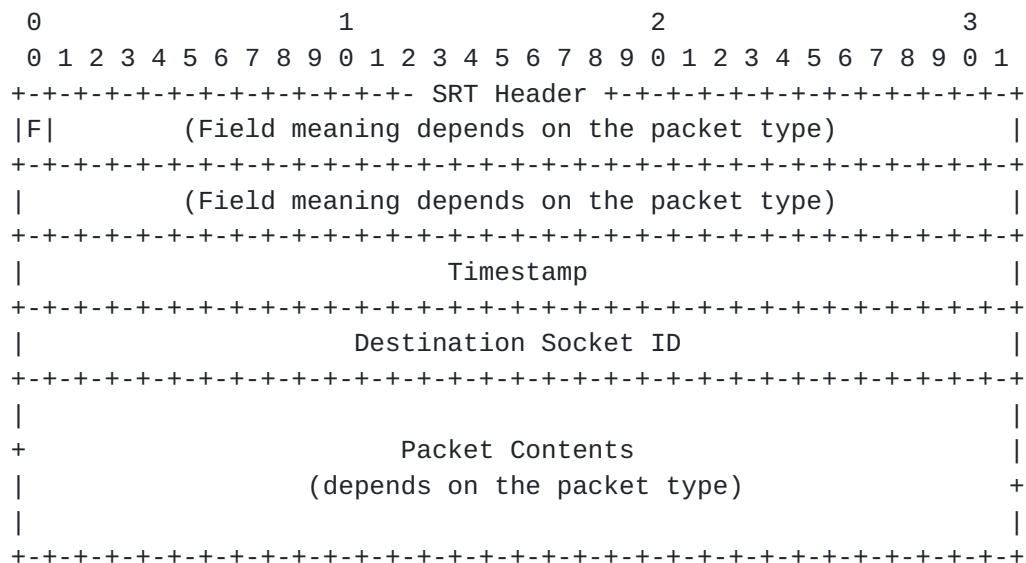 0                   1                   2                   3
 0 1 2 3 4 5 6 7 8 9 0 1 2 3 4 5 6 7 8 9 0 1 2 3 4 5 6 7 8 9 0 1
+-+-+-+-+-+-+-+-+-+-+-+-+- SRT Header +-+-+-+-+-+-+-+-+-+-+-+-+-+
|F|        (Field meaning depends on the packet type)           |
+-+-+-+-+-+-+-+-+-+-+-+-+-+-+-+-+-+-+-+-+-+-+-+-+-+-+-+-+-+-+-+-+
|          (Field meaning depends on the packet type)           |
+-+-+-+-+-+-+-+-+-+-+-+-+-+-+-+-+-+-+-+-+-+-+-+-+-+-+-+-+-+-+-+-+
|                           Timestamp                           |
+-+-+-+-+-+-+-+-+-+-+-+-+-+-+-+-+-+-+-+-+-+-+-+-+-+-+-+-+-+-+-+-+
|                     Destination Socket ID                     |
+-+-+-+-+-+-+-+-+-+-+-+-+-+-+-+-+-+-+-+-+-+-+-+-+-+-+-+-+-+-+-+-+
|                                                               |
+                        Packet Contents                        |
|                  (depends on the packet type)                 +
|                                                               |
+-+-+-+-+-+-+-+-+-+-+-+-+-+-+-+-+-+-+-+-+-+-+-+-+-+-+-+-+-+-+-+-+